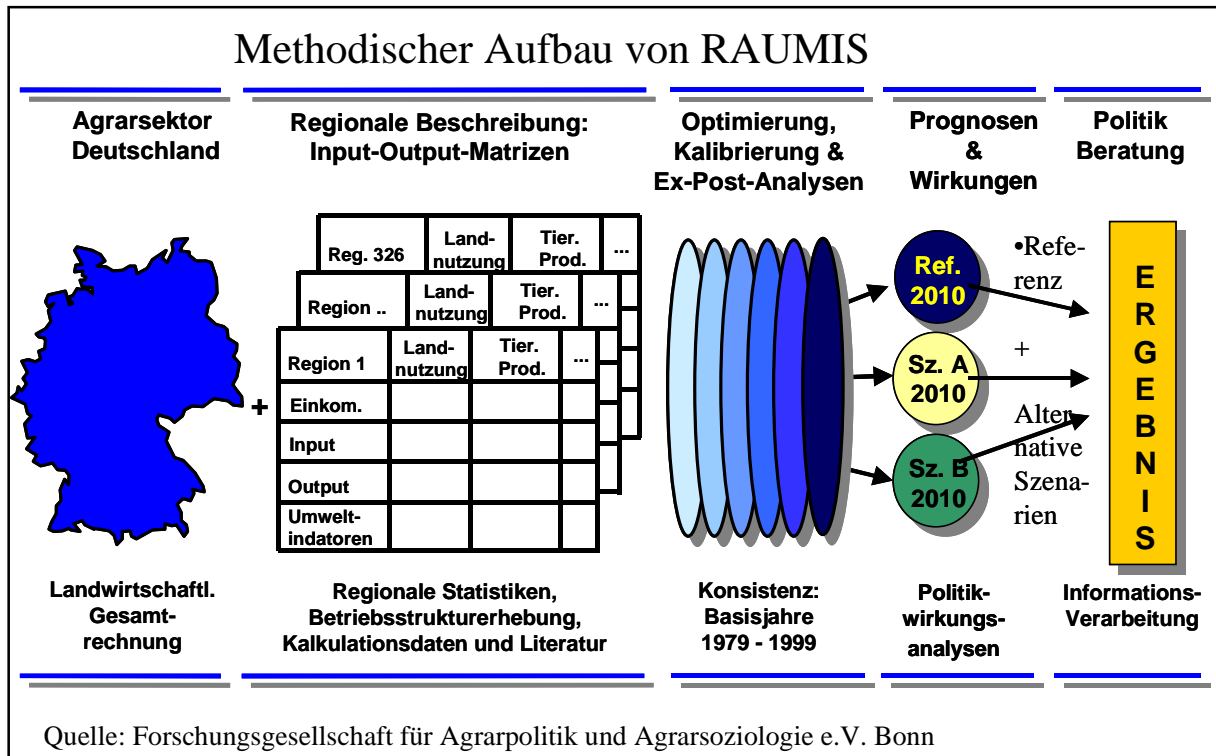 Methodischer Aufbau von RAUMIS
Agrarsektor
Deutschland
Regionale Beschreibung:
Input-Output-Matrizen
Optimierung,
Kalibrierung &
Ex-Post-Analysen
Prognosen
&
Wirkungen
Politik
Beratung
Reg. 326
Land-
nutzung
Tier.
Prod.
...
Region ..
Land-
nutzung
Tier.
Prod.
...
Region 1
Land-
nutzung
Tier.
Prod.
...
+
Einkom.
Input
Output
Umwelt-
indatoren
Ref.
2010
Sz. A
2010
Sz. B
2010
•Refe-
renz
+
Alter
native
Szena-
rien
E
R
G
E
B
N
I
S
Landwirtschaftl.
Gesamt-
rechnung
Regionale Statistiken,
Betriebsstrukturerhebung,
Kalkulationsdaten und Literatur
Konsistenz:
Basisjahre
1979 - 1999
Politik-
wirkungs-
analysen
Informations-
Verarbeitung
Quelle: Forschungsgesellschaft für Agrarpolitik und Agrarsoziologie e.V. Bonn